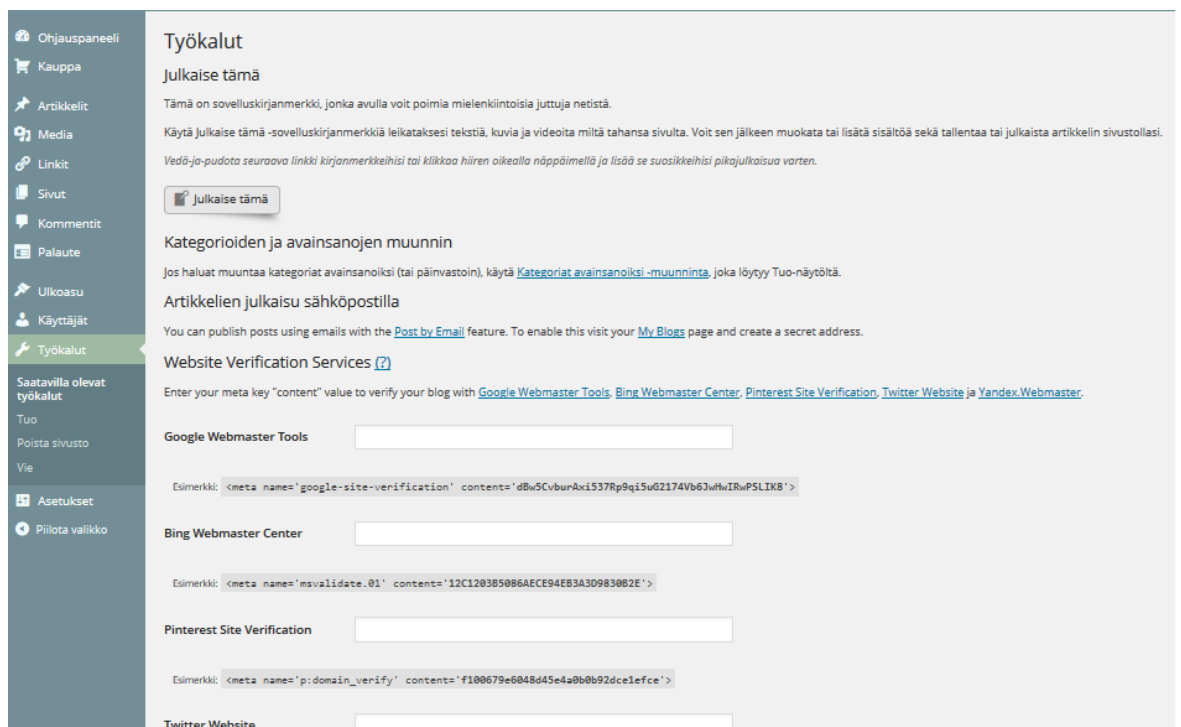 Ohjauspaneeli
Kauppa
Artikkelit
Media
Linkit
Sivut
Kommentit
Palaute
Ulkoasu
Käyttäjät
Työkalut
Saatavilla olevat
työkalut
Tuo
Poista sivusto
Vie
Asetukset
Piilota valikko
Työkalut
Julkaise tämä
Tämä on sovelluskirjanmerkki, jonka avulla voit poimia mielenkiintoisia juttuja netistä.
Käytä Julkaise tämä -sovelluskirjanmerkkiä leikataksesi tekstiä, kuvia ja videoita miltä tahansa sivulta. Voit sen jälkeen muokata tai lisätä sisältöä sekä tallentaa tai julkaista artikkelin sivustollasi.
Vedä-ja-pudota seuraava linkki kirjanmerkkeihisi tai klikkaa hiiren oikealla näppäimellä ja lisää se suosikkeihisi pikajulkaisua varten.
Julkaise tämä
Kategorioiden ja avainsanojen muunnin
Jos haluat muuntaa kategoriat avainsanoiksi (tai päinvastoin), käytä Kategoriat avainsanoiksi -muunninta, joka löytyy Tuo-näytöltä.
Artikkelien julkaisu sähköpostilla
You can publish posts using emails with the Post by Email feature. To enable this visit your My Blogs page and create a secret address.
Website Verification Services (?)
Enter your meta key "content" value to verify your blog with Google Webmaster Tools, Bing Webmaster Center, Pinterest Site Verification, Twitter Website ja Yandex.Webmaster.
Google Webmaster Tools
Esimerkki: <meta name='google-site-verification' content='dBw5CvburAxi537Rp9qi5uG2174Vb6JwHwIRwPSLIK8'>
Bing Webmaster Center
Esimerkki: <meta name='msvalidate.01' content='12C1203B5086AECE94EB3A3D9830B2E'>
Pinterest Site Verification
Esimerkki: <meta name='p:domain_verify' content='f100679e6048d45e4a0b0b92dce1efce'>
Twitter Website